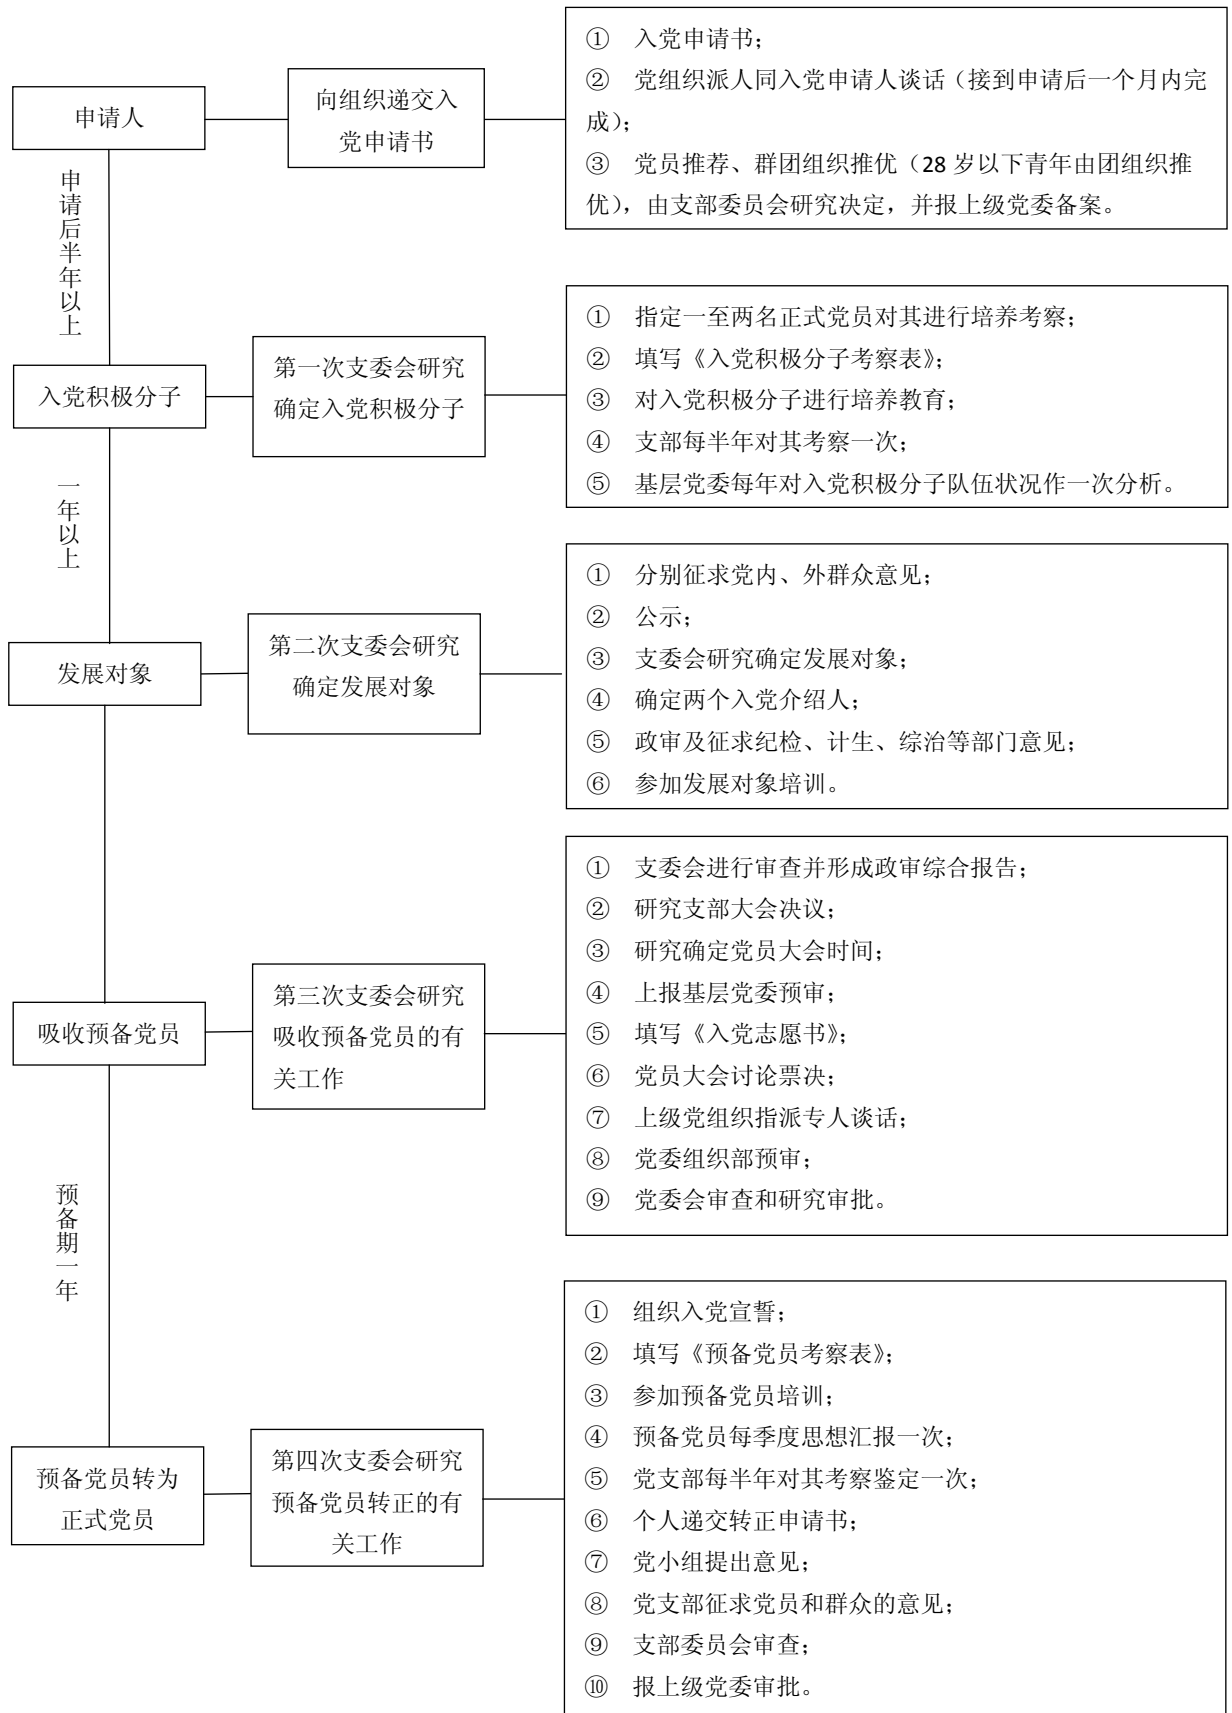 申请人
向组织递交入
党申请书
① 入党申请书；
② 党组织派人同入党申请人谈话（接到申请后一个月内完
成）；
③ 党员推荐、群团组织推优（28 岁以下青年由团组织推
优），由支部委员会研究决定，并报上级党委备案。
申请后半年以上
入党积极分子
第一次支委会研究
确定入党积极分子
① 指定一至两名正式党员对其进行培养考察；
② 填写《入党积极分子考察表》；
③ 对入党积极分子进行培养教育；
④ 支部每半年对其考察一次；
⑤ 基层党委每年对入党积极分子队伍状况作一次分析。
一年以上
发展对象
第二次支委会研究
确定发展对象
① 分别征求党内、外群众意见；
② 公示；
③ 支委会研究确定发展对象；
④ 确定两个入党介绍人；
⑤ 政审及征求纪检、计生、综治等部门意见；
⑥ 参加发展对象培训。
吸收预备党员
第三次支委会研究
吸收预备党员的有
关工作
① 支委会进行审查并形成政审综合报告；
② 研究支部大会决议；
③ 研究确定党员大会时间；
④ 上报基层党委预审；
⑤ 填写《入党志愿书》；
⑥ 党员大会讨论票决；
⑦ 上级党组织指派专人谈话；
⑧ 党委组织部预审；
⑨ 党委会审查和研究审批。
预备期一年
预备党员转为
正式党员
第四次支委会研究
预备党员转正的有
关工作
① 组织入党宣誓；
② 填写《预备党员考察表》；
③ 参加预备党员培训；
④ 预备党员每季度思想汇报一次；
⑤ 党支部每半年对其考察鉴定一次；
⑥ 个人递交转正申请书；
⑦ 党小组提出意见；
⑧ 党支部征求党员和群众的意见；
⑨ 支部委员会审查；
⑩ 报上级党委审批。